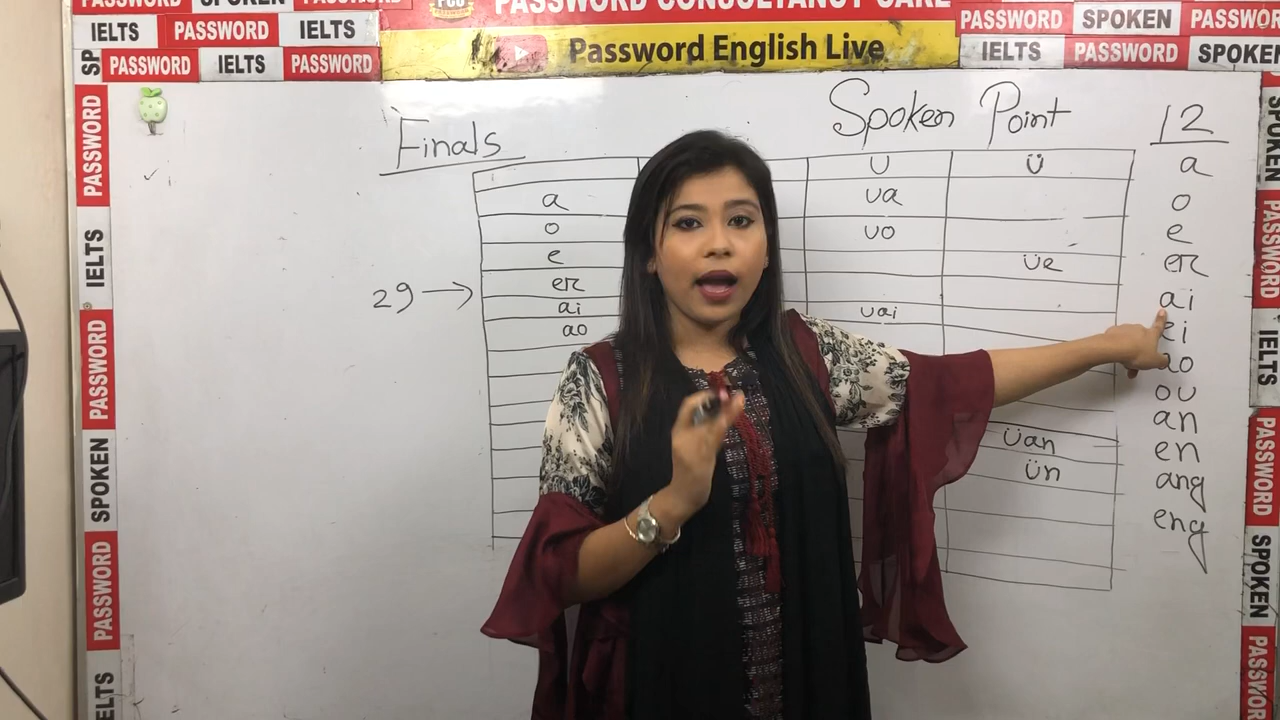 PASSWORD SPOKEN PASSWORD
PASSWORD CONSULTANCY CARE
IELTS PASSWORD IELTS
PASSWORD SPOKEN PASSWO
SP PASSWORD IELTS PASSWORD
Password English Live
IELTS PASSWORD SPOKEN
PASSWORD
IELTS
PASSWORD
SPOKEN
PASSWORD
IELTS
SPOKEN
PASSWORD
IELTS
PASSWORD
SPOKEN
PASSWOR
Finals
Spoken Point
12
U Ü
a ua
o uo
e üe
er
ai uai
ao
29 →
üan
ün
a
o
e
er
ai
ei
ao
ou
an
en
ang
eng